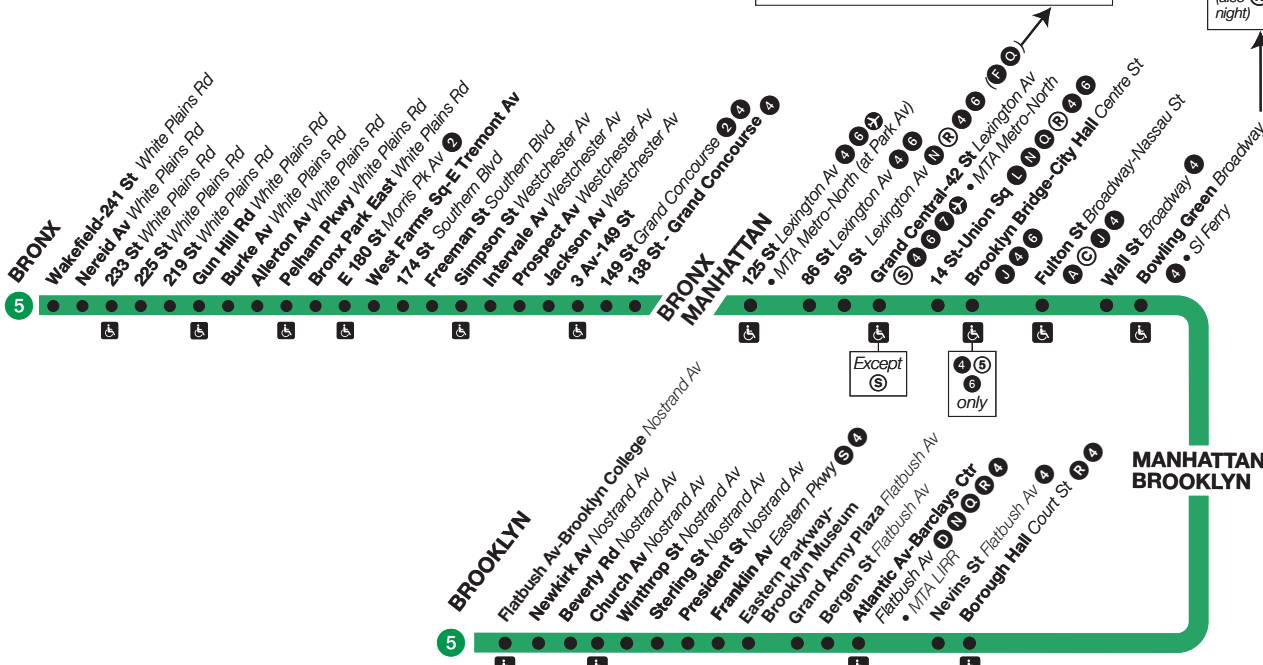 (also
night)
BRONX
Wakefield-241 St White Plains Rd
Nereid Av White Plains Rd
233 St White Plains Rd
225 St White Plains Rd
219 St White Plains Rd
Gun Hill Rd White Plains Rd
Burke Av White Plains Rd
Allerton Av White Plains Rd
Pelham Pkwy White Plains Rd
Bronx Park East White Plains Rd
E 180 St Morris Pk Av 2
West Farms Sq-E Tremont Av
174 St Southern Blvd
Freeman St Southern Blvd
Simpson St Westchester Av
Intervale Av Westchester Av
Prospect Av Westchester Av
Jackson Av Westchester Av
3 Av-149 St
149 St Grand Concourse 2 4
138 St - Grand Concourse 4
BRONX
MANHATTAN
125 St Lexington Av 4 6
• MTA Metro-North (at Park Av)
86 St Lexington Av 4 6
59 St Lexington Av N R 4 6 (F Q)
Grand Central-42 St Lexington Av
S 4 6 7 • MTA Metro-North
14 St-Union Sq L N Q R 4 6
Brooklyn Bridge-City Hall Centre St
J 4 6
Fulton St Broadway-Nassau St
A C J 4
Wall St Broadway 4
Bowling Green Broadway
4 • SI Ferry
5
Except
S
4 5
6
only
MANHATTAN
BROOKLYN
BROOKLYN
Flatbush Av-Brooklyn College Nostrand Av
Newkirk Av Nostrand Av
Beverly Rd Nostrand Av
Church Av Nostrand Av
Winthrop St Nostrand Av
Sterling St Nostrand Av
President St Nostrand Av
Franklin Av Eastern Pkwy S 4
Eastern Parkway-
Brooklyn Museum
Grand Army Plaza Flatbush Av
Bergen St Flatbush Av
Atlantic Av-Barclays Ctr
Flatbush Av D N Q R 4
• MTA LIRR
Nevins St Flatbush Av 4
Borough Hall Court St R 4
5